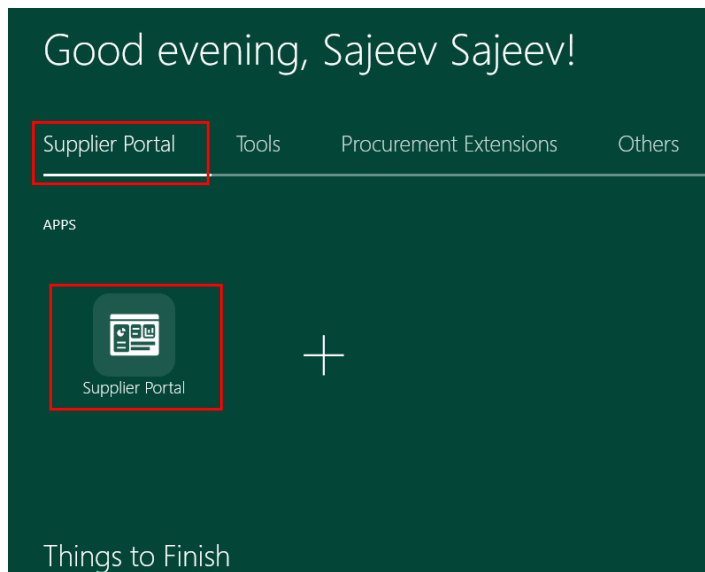 Good evening, Sajeev Sajeev!
Supplier Portal Tools Procurement Extensions Others
APPS
Supplier Portal
Things to Finish